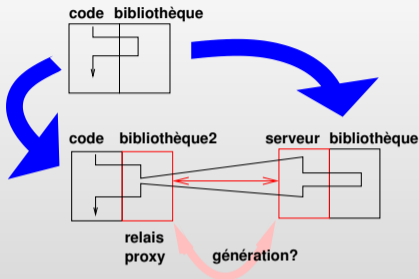 code bibliothèque
code bibliothèque2 serveur bibliothèque
relais
proxy
génération?